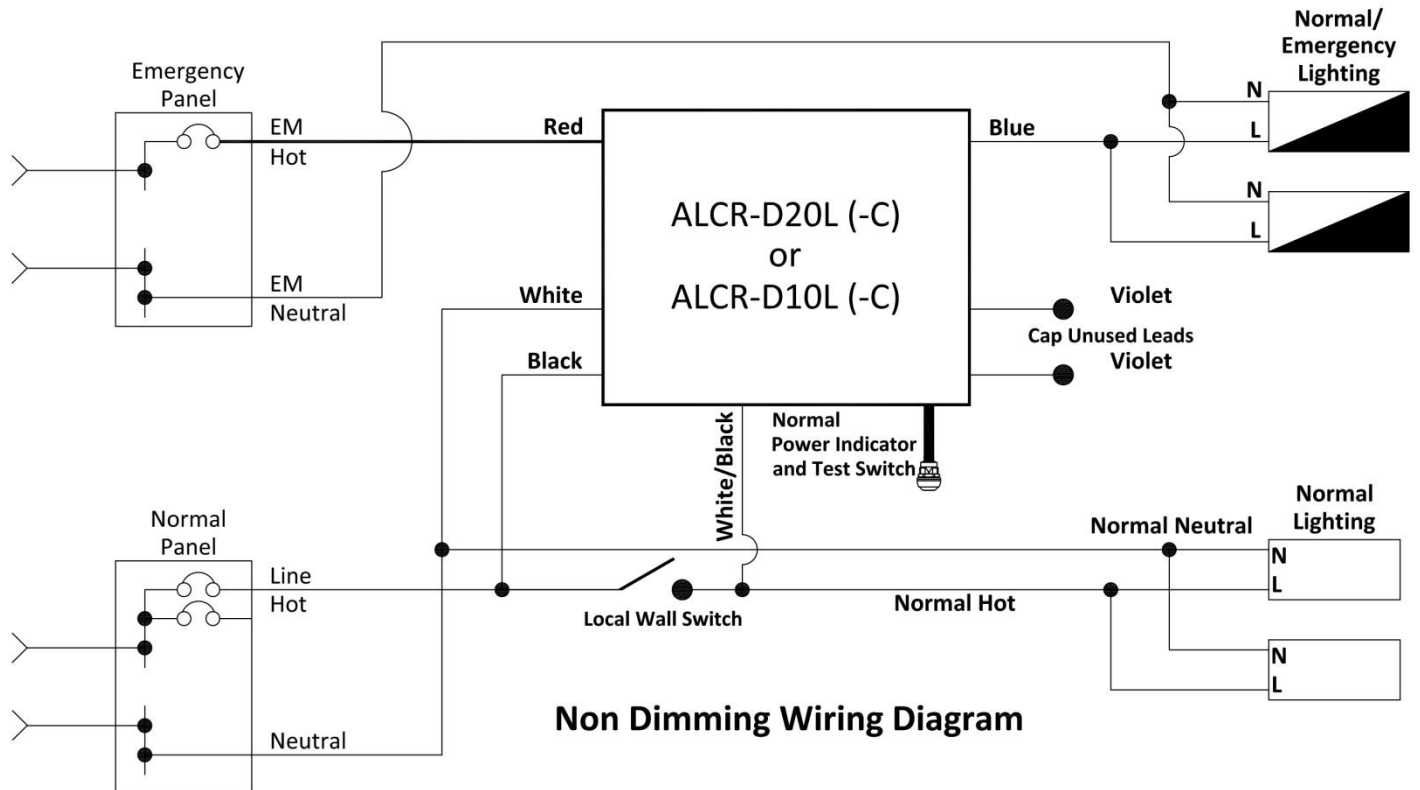 Normal/
Emergency
Lighting
Emergency
Panel
EM
Hot
Red
Blue
N
L
N
L
ALCR-D20L (-C)
or
ALCR-D10L (-C)
EM
Neutral
White
Black
Violet
Cap Unused Leads
Violet
White/Black
Normal
Power Indicator
and Test Switch
Normal
Panel
Line
Hot
Local Wall Switch
Normal Neutral
Normal Hot
Normal
Lighting
N
L
N
L
Neutral
Non Dimming Wiring Diagram